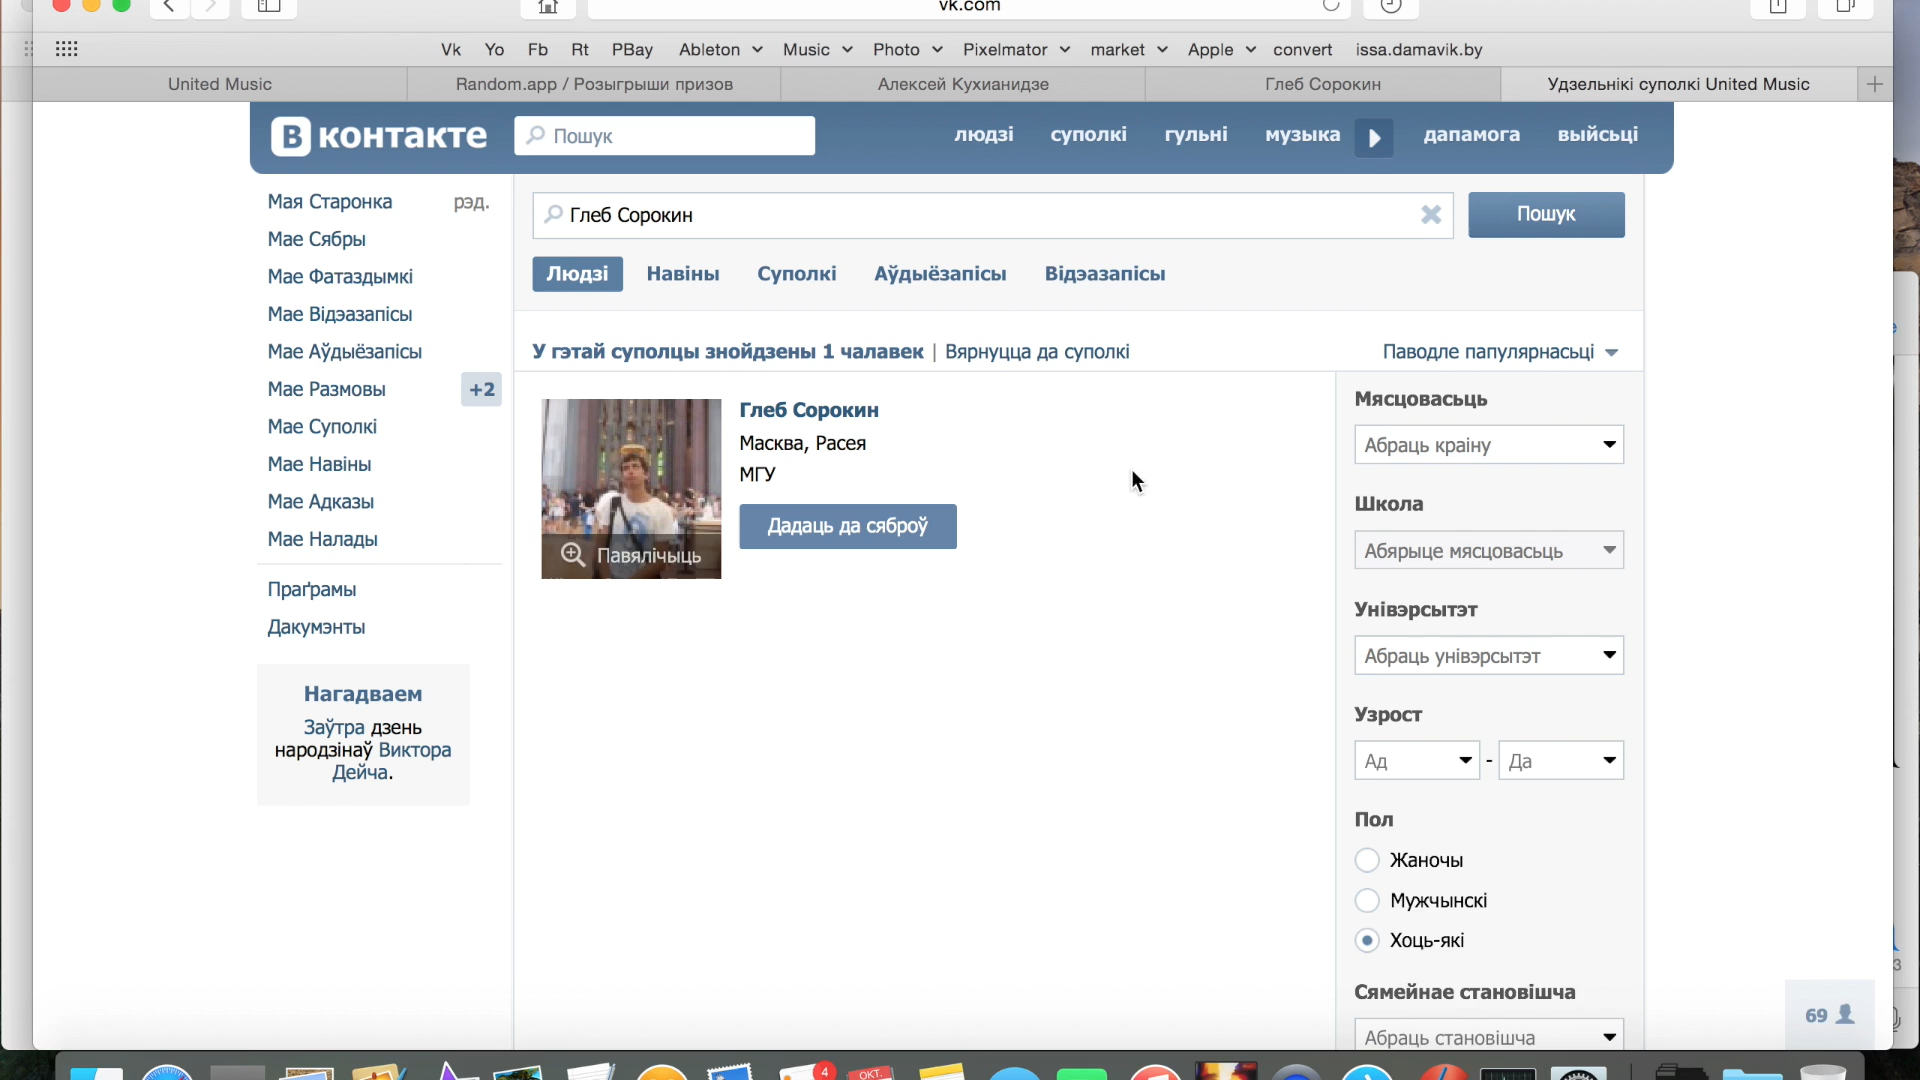 vk.com
Vk Yo Fb Rt PBay Ableton Music Photo Pixelmator market Apple convert issa.damavik.by
United Music
Random.app / Розыгрыши призов
Алексей Кухианидзе
Глеб Сорокин
Удзельнікі суполкі United Music
В контакте
Пошук
людзі суполкі гульні музыка дапамога выйсьці
Мая Старонка рэд.
Мае Сябры
Мае Фатаздымкі
Мае Відэазапісы
Мае Аўдыёзапісы
Мае Размовы +2
Мае Суполкі
Мае Навіны
Мае Адказы
Мае Налады
Праґрамы
Дакумэнты
Нагадваем
Заўтра дзень
народзінаў Виктора
Дейча.
Глеб Сорокин
Пошук
Людзі Навіны Суполкі Аўдыёзапісы Відэазапісы
У гэтай суполцы знойдзены 1 чалавек | Вярнуцца да суполкі
Паводле папулярнасьці
Павялічыць
Глеб Сорокин
Масква, Расея
МГУ
Дадаць да сяброў
Мясцовасьць
Абраць краіну
Школа
Абярыце мясцовасьць
Унівэрсытэт
Абраць унівэрсытэт
Узрост
Ад - Да
Пол
Жаночы
Мужчынскі
Хоць-які
Сямейнае становішча
Абраць становішча
69
4
ОКТ.